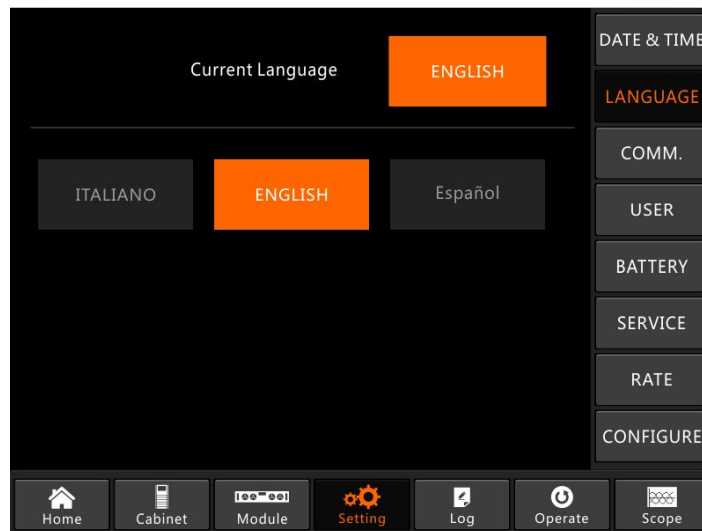 Current Language
ENGLISH
ITALIANO
ENGLISH
Español
DATE & TIME
LANGUAGE
COMM.
USER
BATTERY
SERVICE
RATE
CONFIGURE
Home
Cabinet
Module
Setting
Log
Operate
Scope